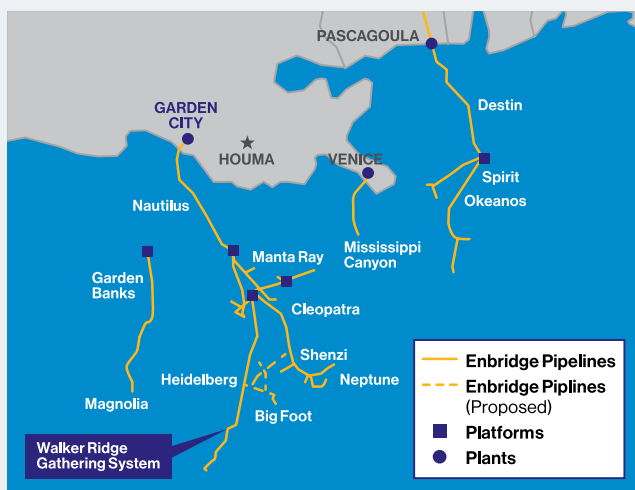 PASCAGOULA
Destin
GARDEN
CITY
HOUMA
VENICE
Spirit
Okeanos
Nautilus
Mississippi
Canyon
Manta Ray
Garden
Banks
Cleopatra
Shenzi
Heidelberg
Neptune
Magnolia
Big Foot
Walker Ridge
Gathering System
Enbridge Pipelines
Enbridge Piplines
(Proposed)
Platforms
Plants